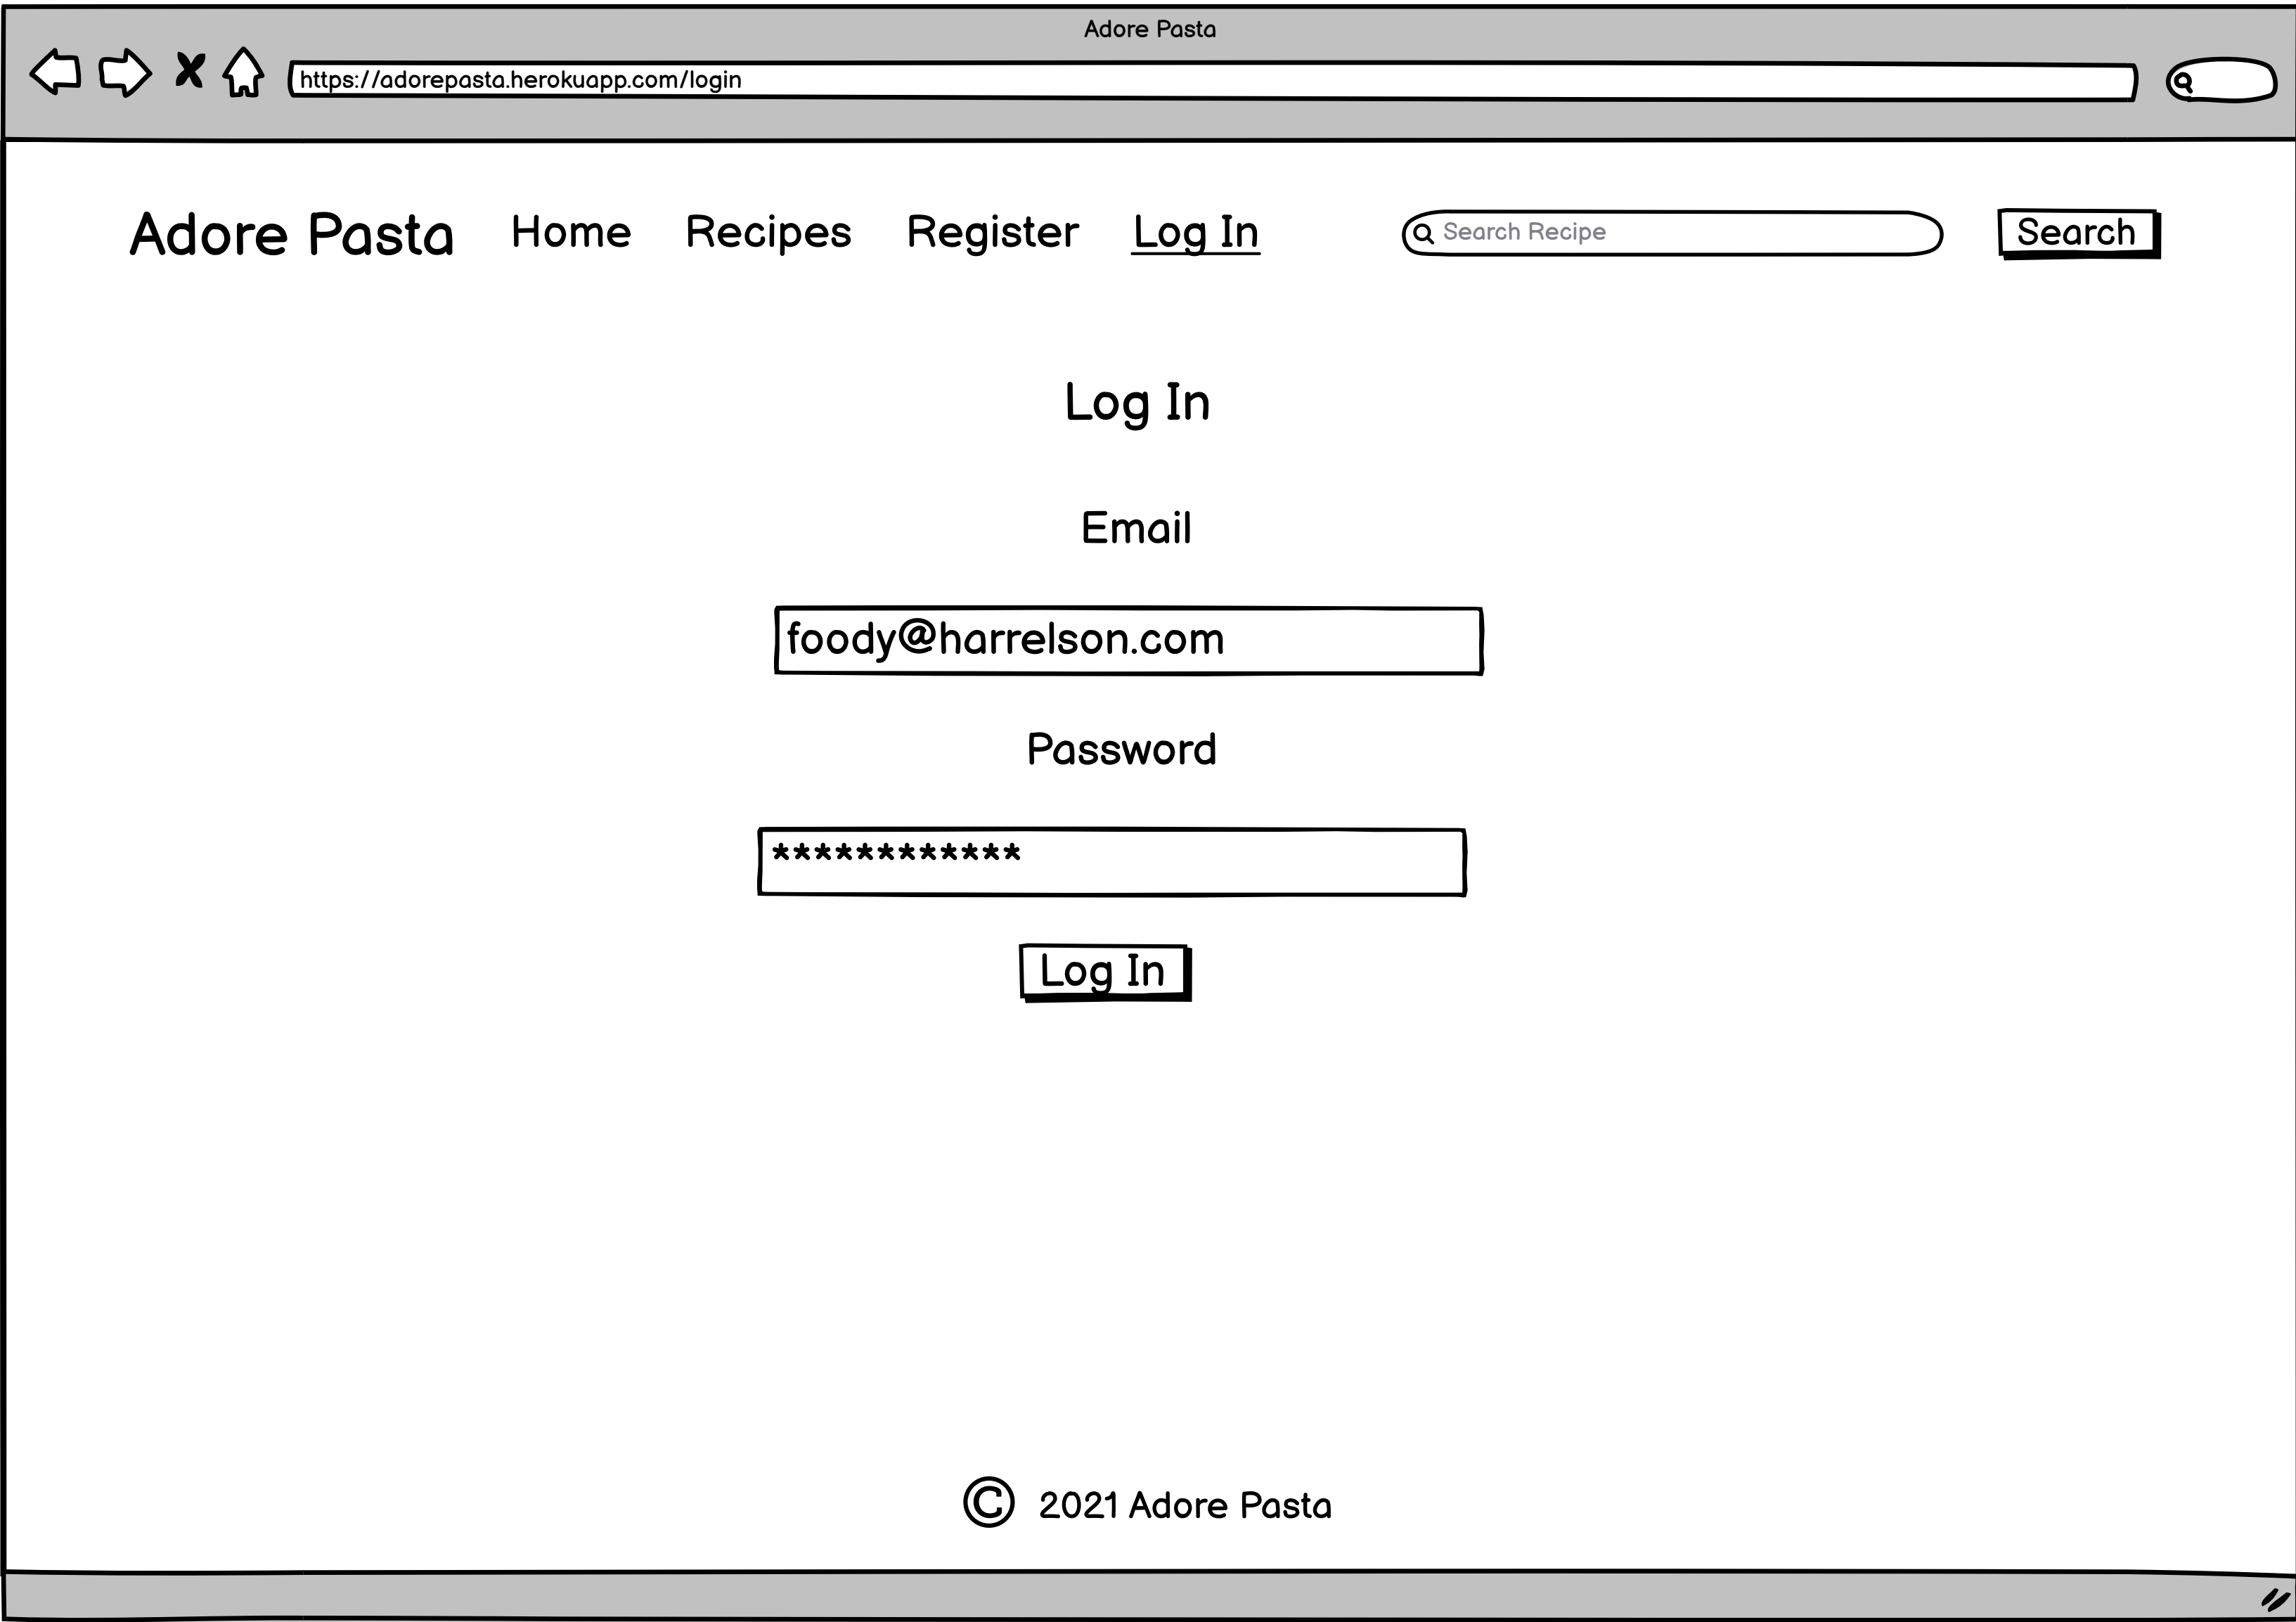 Adore Pasta
https://adorepasta.herokuapp.com/login
Adore Pasta Home Recipes Register Log In Search Recipe Search
Log In
Email
foody@harrelson.com
Password
************
Log In
© 2021 Adore Pasta